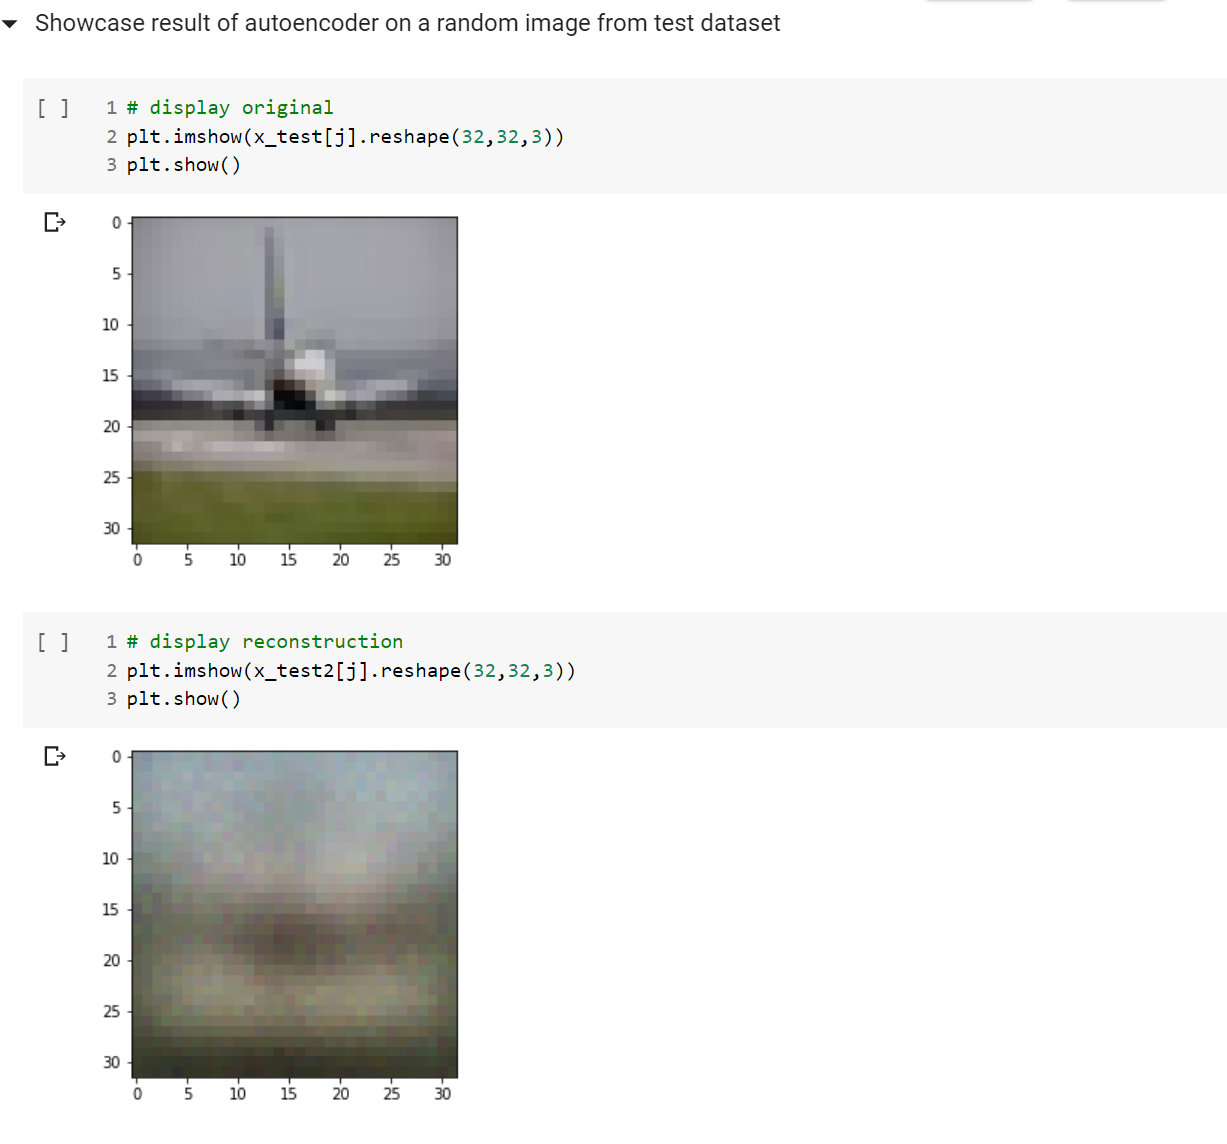 Showcase result of autoencoder on a random image from test dataset
[ ] 1 # display original
2 plt.imshow(x_test[j].reshape(32,32,3))
3 plt.show()
0
5
10
15
20
25
30
0 5 10 15 20 25 30
[ ] 1 # display reconstruction
2 plt.imshow(x_test2[j].reshape(32,32,3))
3 plt.show()
0
5
10
15
20
25
30
0 5 10 15 20 25 30